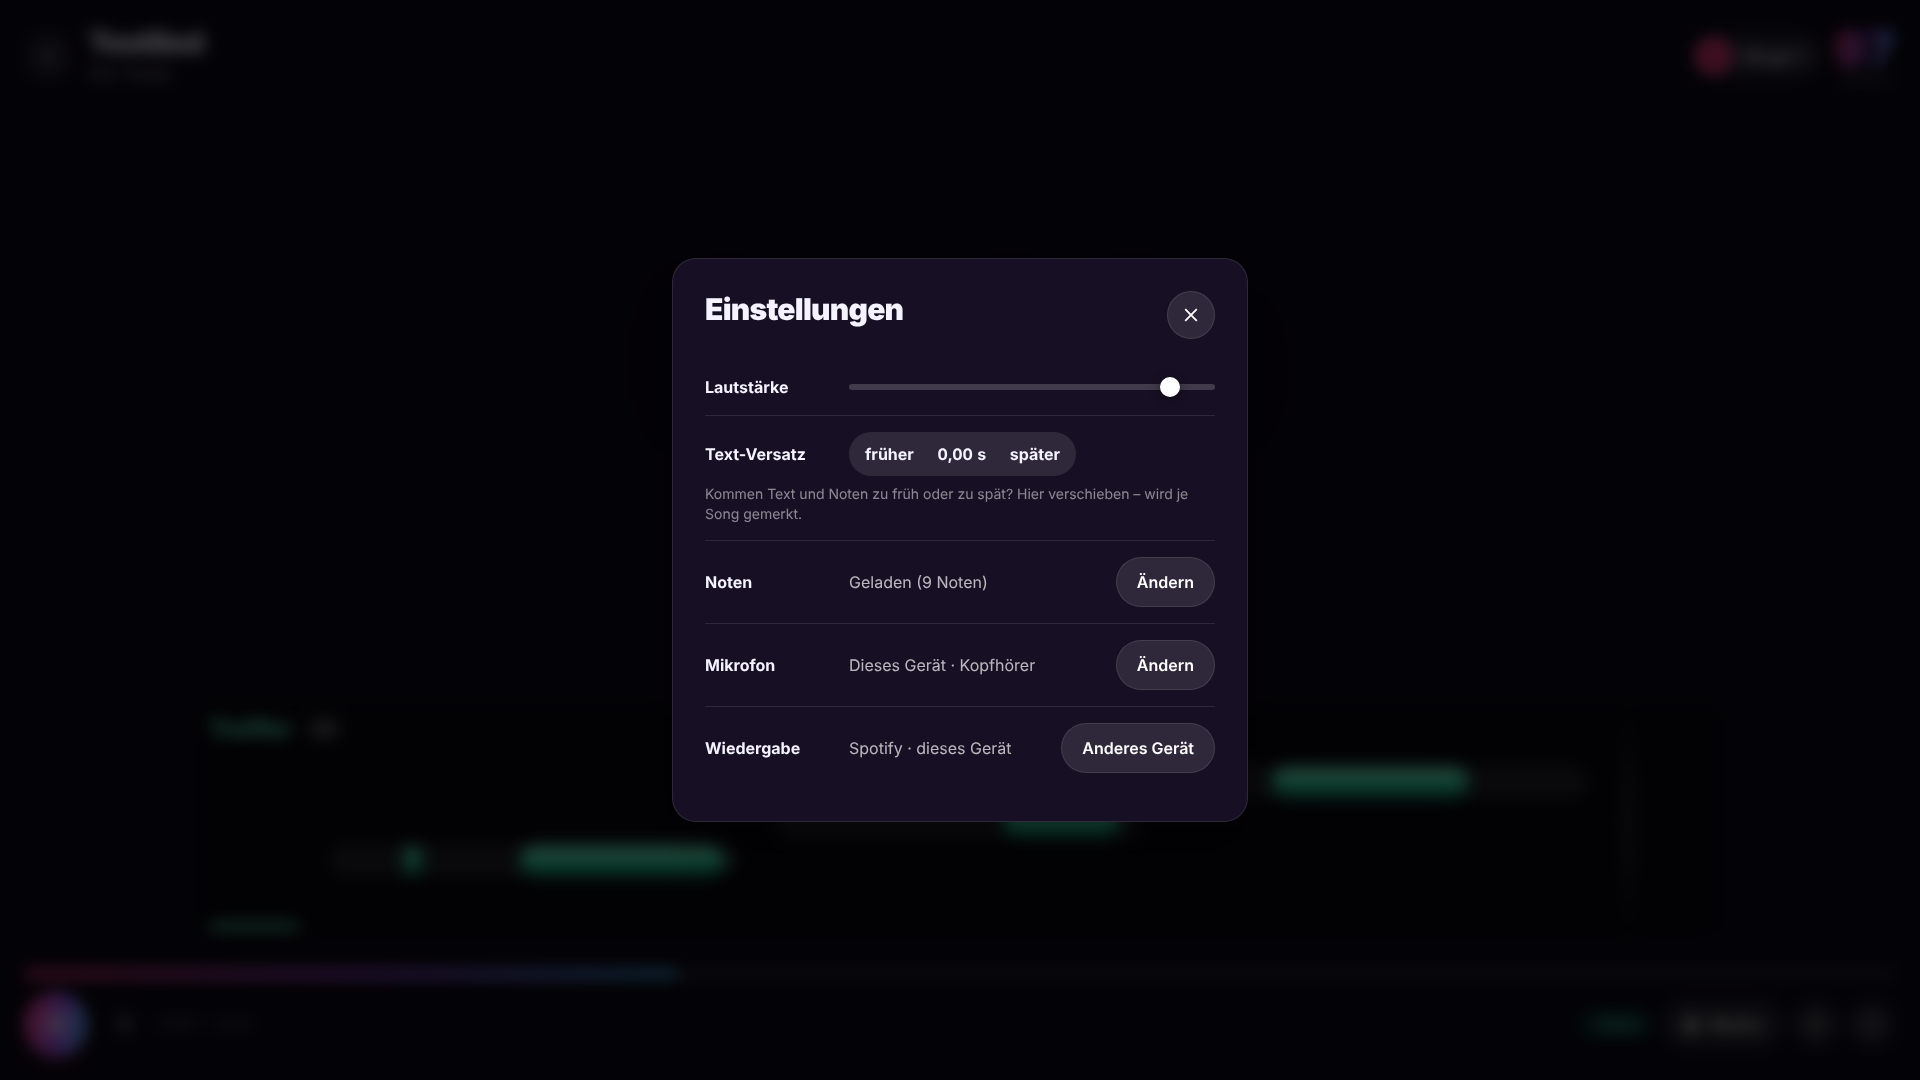 Einstellungen
Lautstärke
Text-Versatz früher 0,00 s später
Kommen Text und Noten zu früh oder zu spät? Hier verschieben – wird je
Song gemerkt.
Noten Geladen (9 Noten) Ändern
Mikrofon Dieses Gerät · Kopfhörer Ändern
Wiedergabe Spotify · dieses Gerät Anderes Gerät